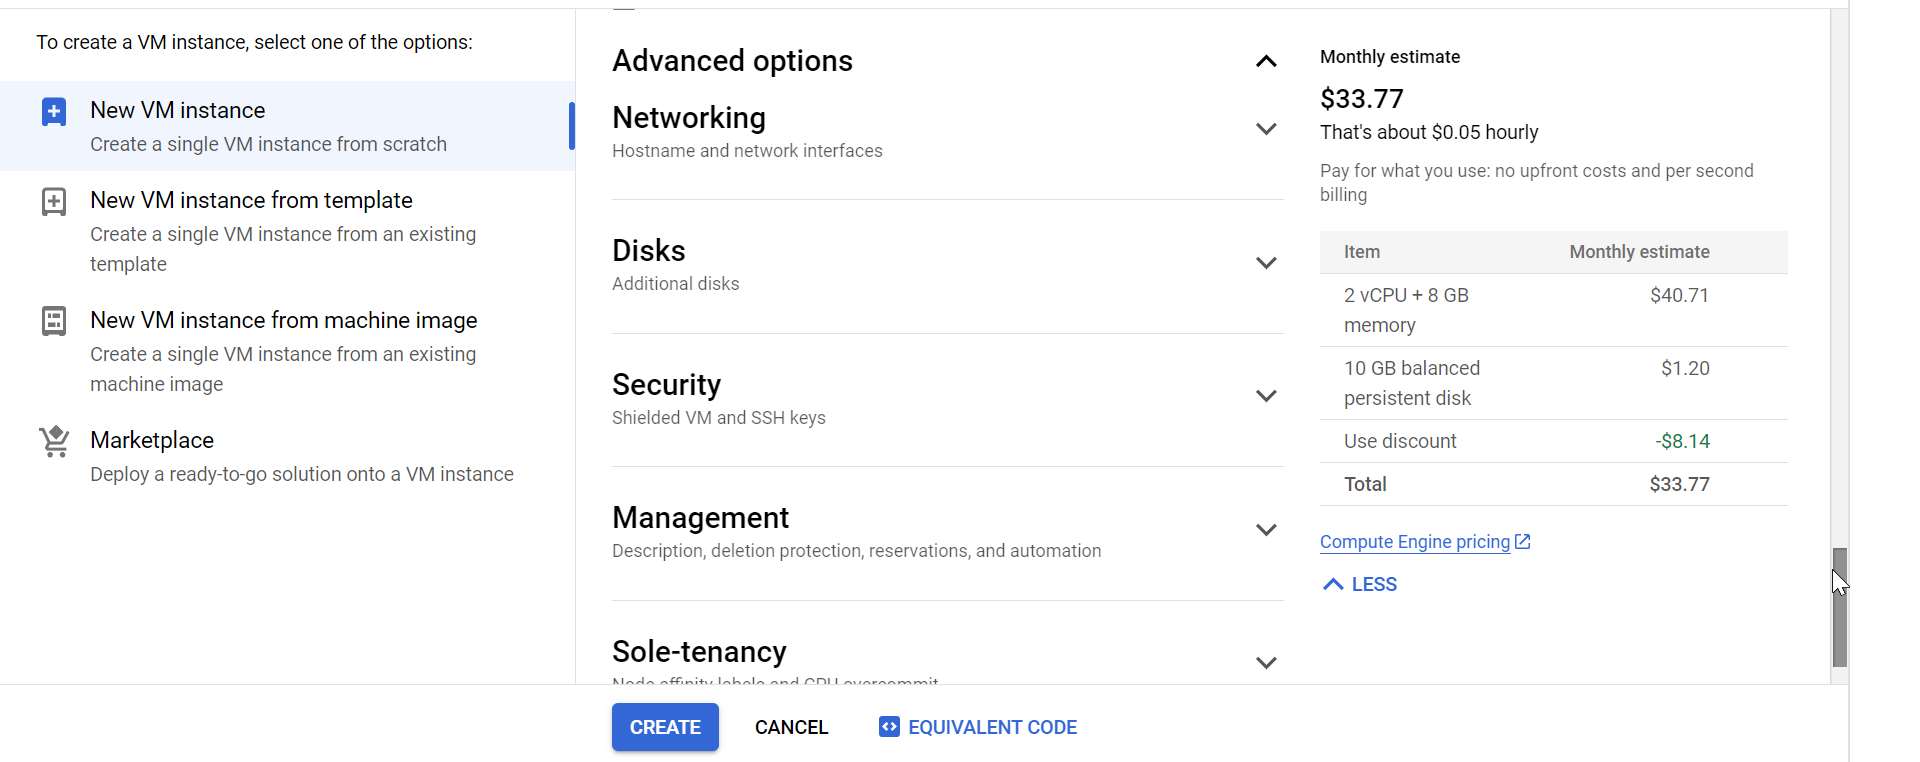 To create a VM instance, select one of the options:
New VM instance
Create a single VM instance from scratch
New VM instance from template
Create a single VM instance from an existing
template
New VM instance from machine image
Create a single VM instance from an existing
machine image
Marketplace
Deploy a ready-to-go solution onto a VM instance
Advanced options
Networking
Hostname and network interfaces
Disks
Additional disks
Security
Shielded VM and SSH keys
Management
Description, deletion protection, reservations, and automation
Sole-tenancy
Node affinity labels and CPU overcommit
CREATE
CANCEL
EQUIVALENT CODE
Monthly estimate
$33.77
That's about $0.05 hourly
Pay for what you use: no upfront costs and per second
billing
Item Monthly estimate
2 vCPU + 8 GB $40.71
memory
10 GB balanced $1.20
persistent disk
Use discount -$8.14
Total $33.77
Compute Engine pricing
LESS